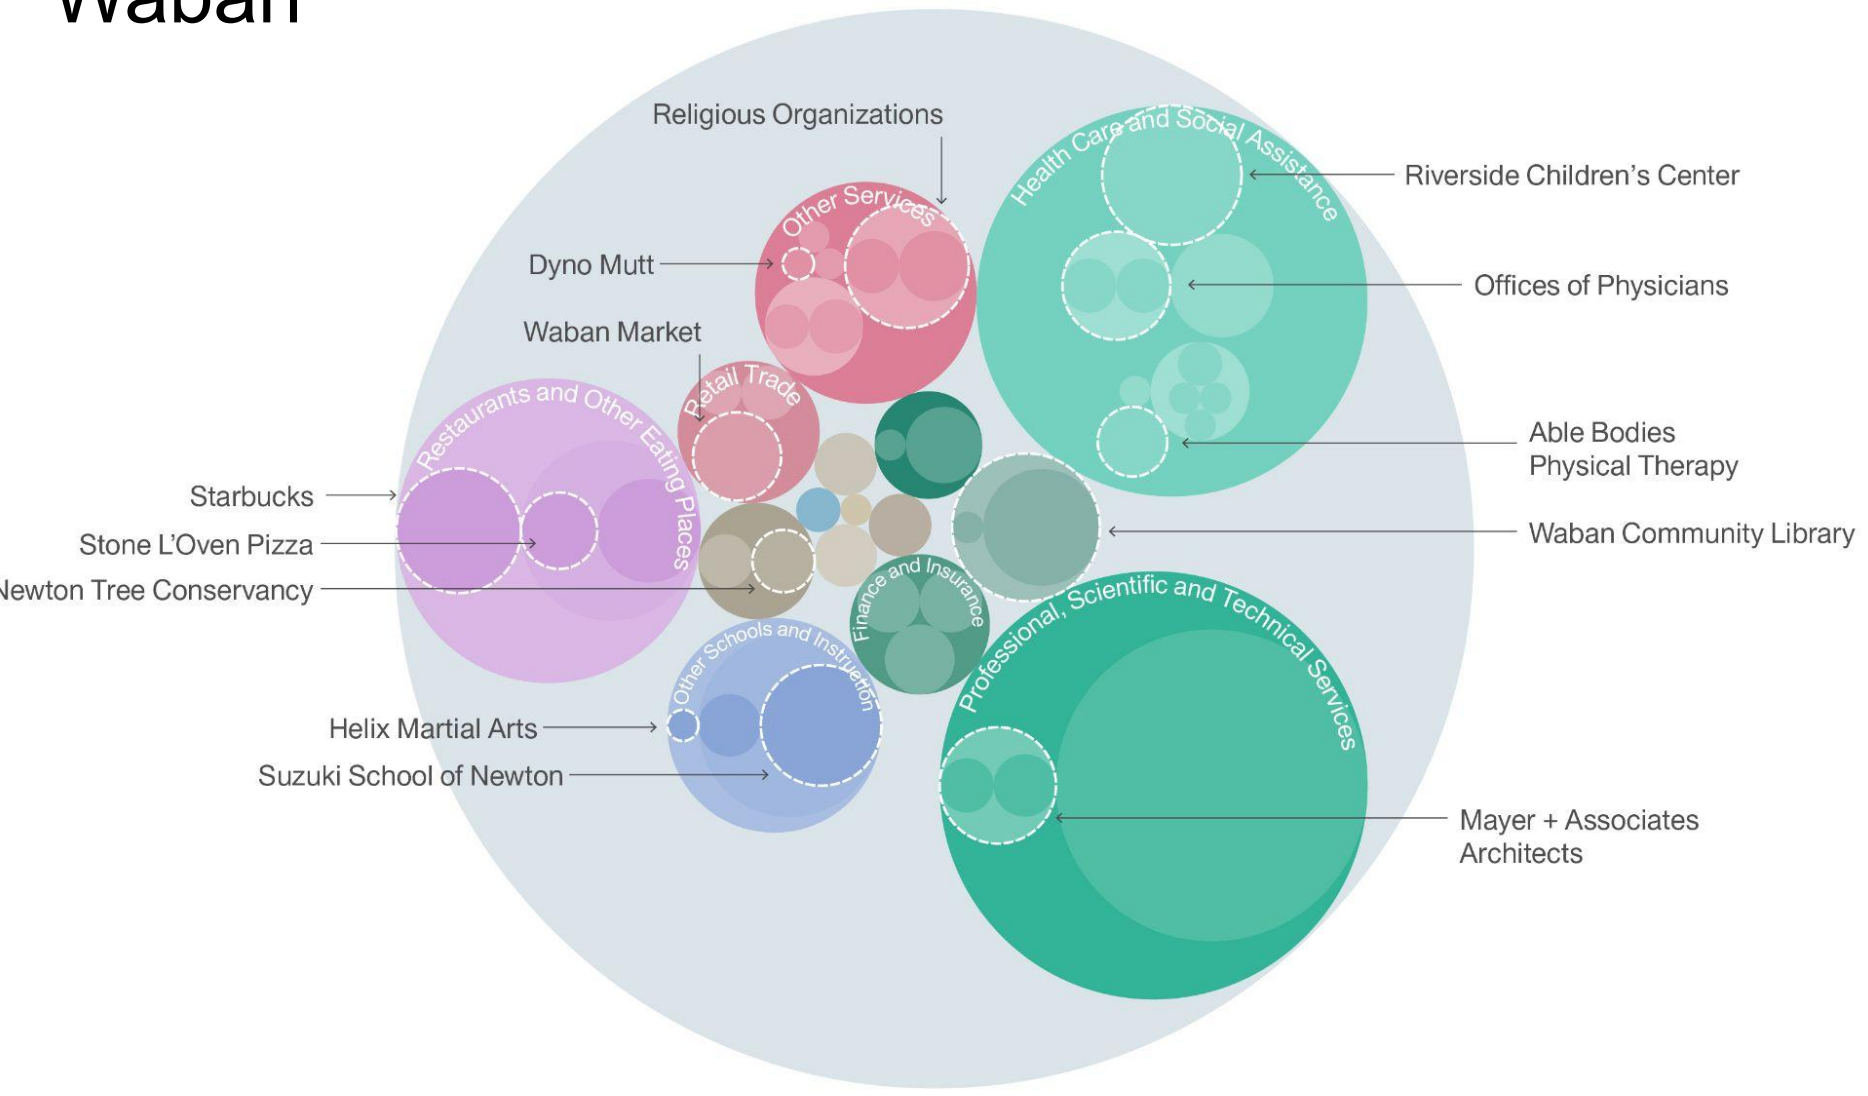 Waban
Religious Organizations
Health Care and Social Assistance
Riverside Children's Center
Other Services
Dyno Mutt
Offices of Physicians
Waban Market
Retail Trade
Restaurants and Other Eating Places
Able Bodies
Physical Therapy
Starbucks
Stone L'Oven Pizza
Waban Community Library
Newton Tree Conservancy
Finance and Insurance
Professional, Scientific and Technical Services
Other Schools and Instruction
Helix Martial Arts
Suzuki School of Newton
Mayer + Associates
Architects